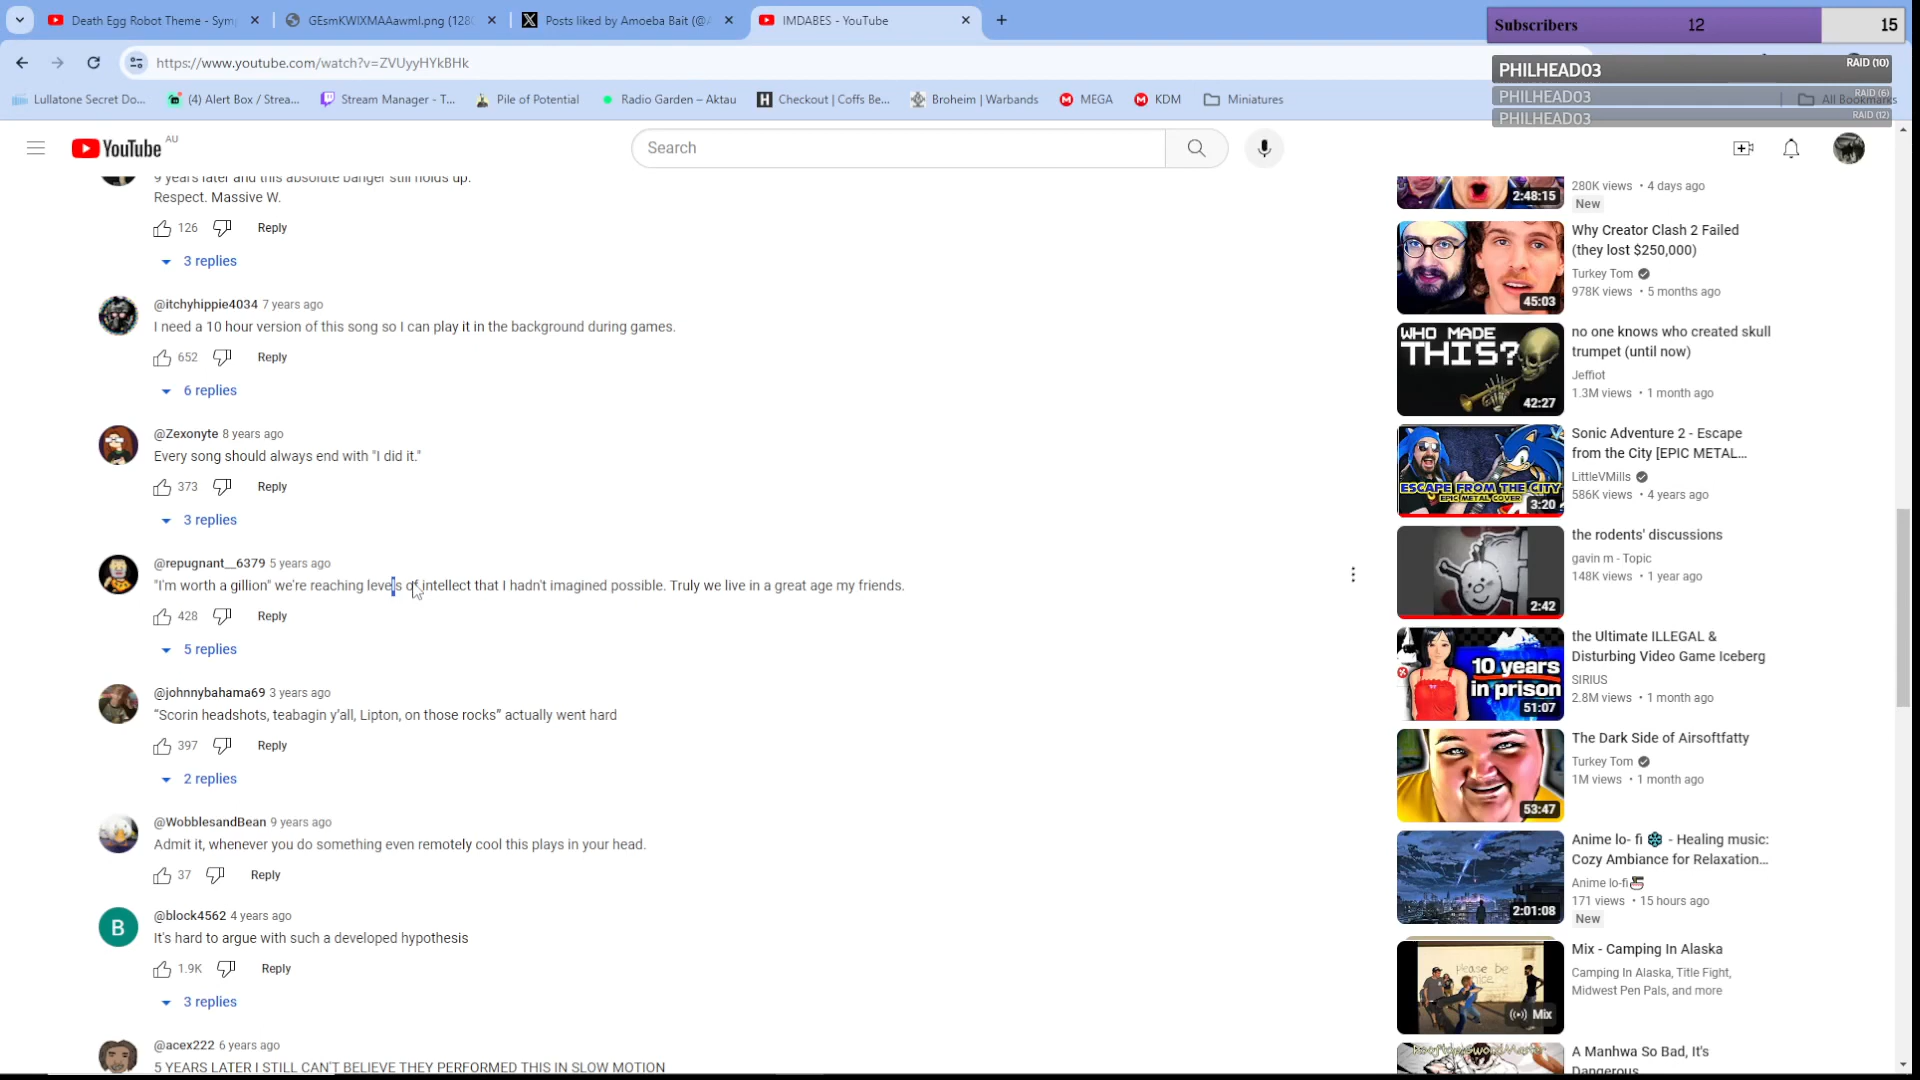 Death Egg Robot Theme - Sym
GEsmKWIXMAAawmI.png (128
Posts liked by Amoeba Bait (@A
IMDABES - YouTube
Subscribers 12 15
https://www.youtube.com/watch?v=ZVUyyHYkBHk
PHILHEAD03 RAID (10)
PHILHEAD03 RAID (6)
PHILHEAD03 RAID (12)
Lullatone Secret Do...
(4) Alert Box / Strea...
Stream Manager - T...
Pile of Potential
Radio Garden – Aktau
Checkout | Coffs Be...
Broheim | Warbands
MEGA
KDM
Miniatures
All Bookmarks
YouTube AU
Search
9 years later and this absolute banger still holds up.
Respect. Massive W.
126 Reply
3 replies
@itchyhippie4034 7 years ago
I need a 10 hour version of this song so I can play it in the background during games.
652 Reply
6 replies
@Zexonyte 8 years ago
Every song should always end with "I did it."
373 Reply
3 replies
@repugnant__6379 5 years ago
"I'm worth a gillion" we're reaching levels of intellect that I hadn't imagined possible. Truly we live in a great age my friends.
428 Reply
5 replies
@johnnybahama69 3 years ago
“Scorin headshots, teabagin y’all, Lipton, on those rocks” actually went hard
397 Reply
2 replies
@WobblesandBean 9 years ago
Admit it, whenever you do something even remotely cool this plays in your head.
37 Reply
@block4562 4 years ago
B
It's hard to argue with such a developed hypothesis
1.9K Reply
3 replies
@acex222 6 years ago
5 YEARS LATER I STILL CAN'T BELIEVE THEY PERFORMED THIS IN SLOW MOTION
2:48:15
280K views • 4 days ago
New
45:03
Why Creator Clash 2 Failed
(they lost $250,000)
Turkey Tom
978K views • 5 months ago
WHO MADE
THIS?
42:27
no one knows who created skull
trumpet (until now)
Jeffiot
1.3M views • 1 month ago
ESCAPE FROM THE CITY
EPIC METAL COVER
3:20
Sonic Adventure 2 - Escape
from the City [EPIC METAL...
LittleVMills
586K views • 4 years ago
2:42
the rodents' discussions
gavin m - Topic
148K views • 1 year ago
10 years
in prison
51:07
the Ultimate ILLEGAL &
Disturbing Video Game Iceberg
SIRIUS
2.8M views • 1 month ago
53:47
The Dark Side of Airsoftfatty
Turkey Tom
1M views • 1 month ago
2:01:08
Anime lo- fi ❄ - Healing music:
Cozy Ambiance for Relaxation...
Anime lo-fi
171 views • 15 hours ago
New
Please be
nice
Mix
Mix - Camping In Alaska
Camping In Alaska, Title Fight,
Midwest Pen Pals, and more
A Manhwa So Bad, It's
Dangerous